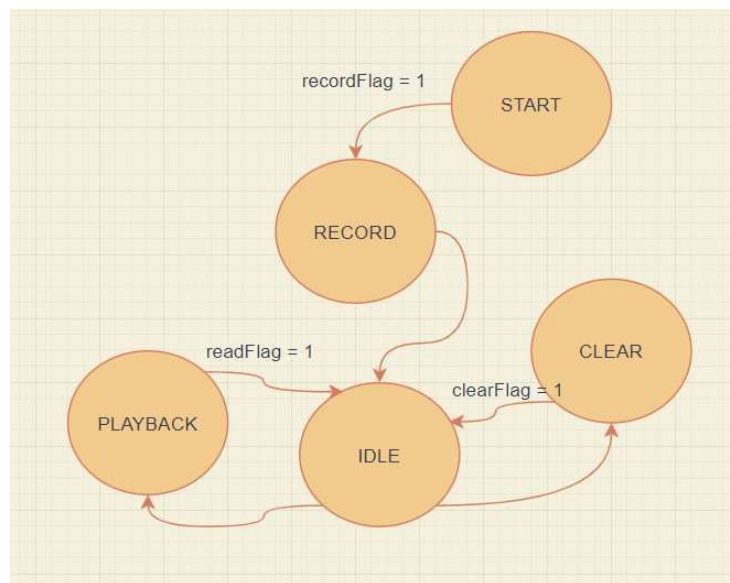 recordFlag = 1
START
RECORD
CLEAR
readFlag = 1
clearFlag = 1
PLAYBACK
IDLE